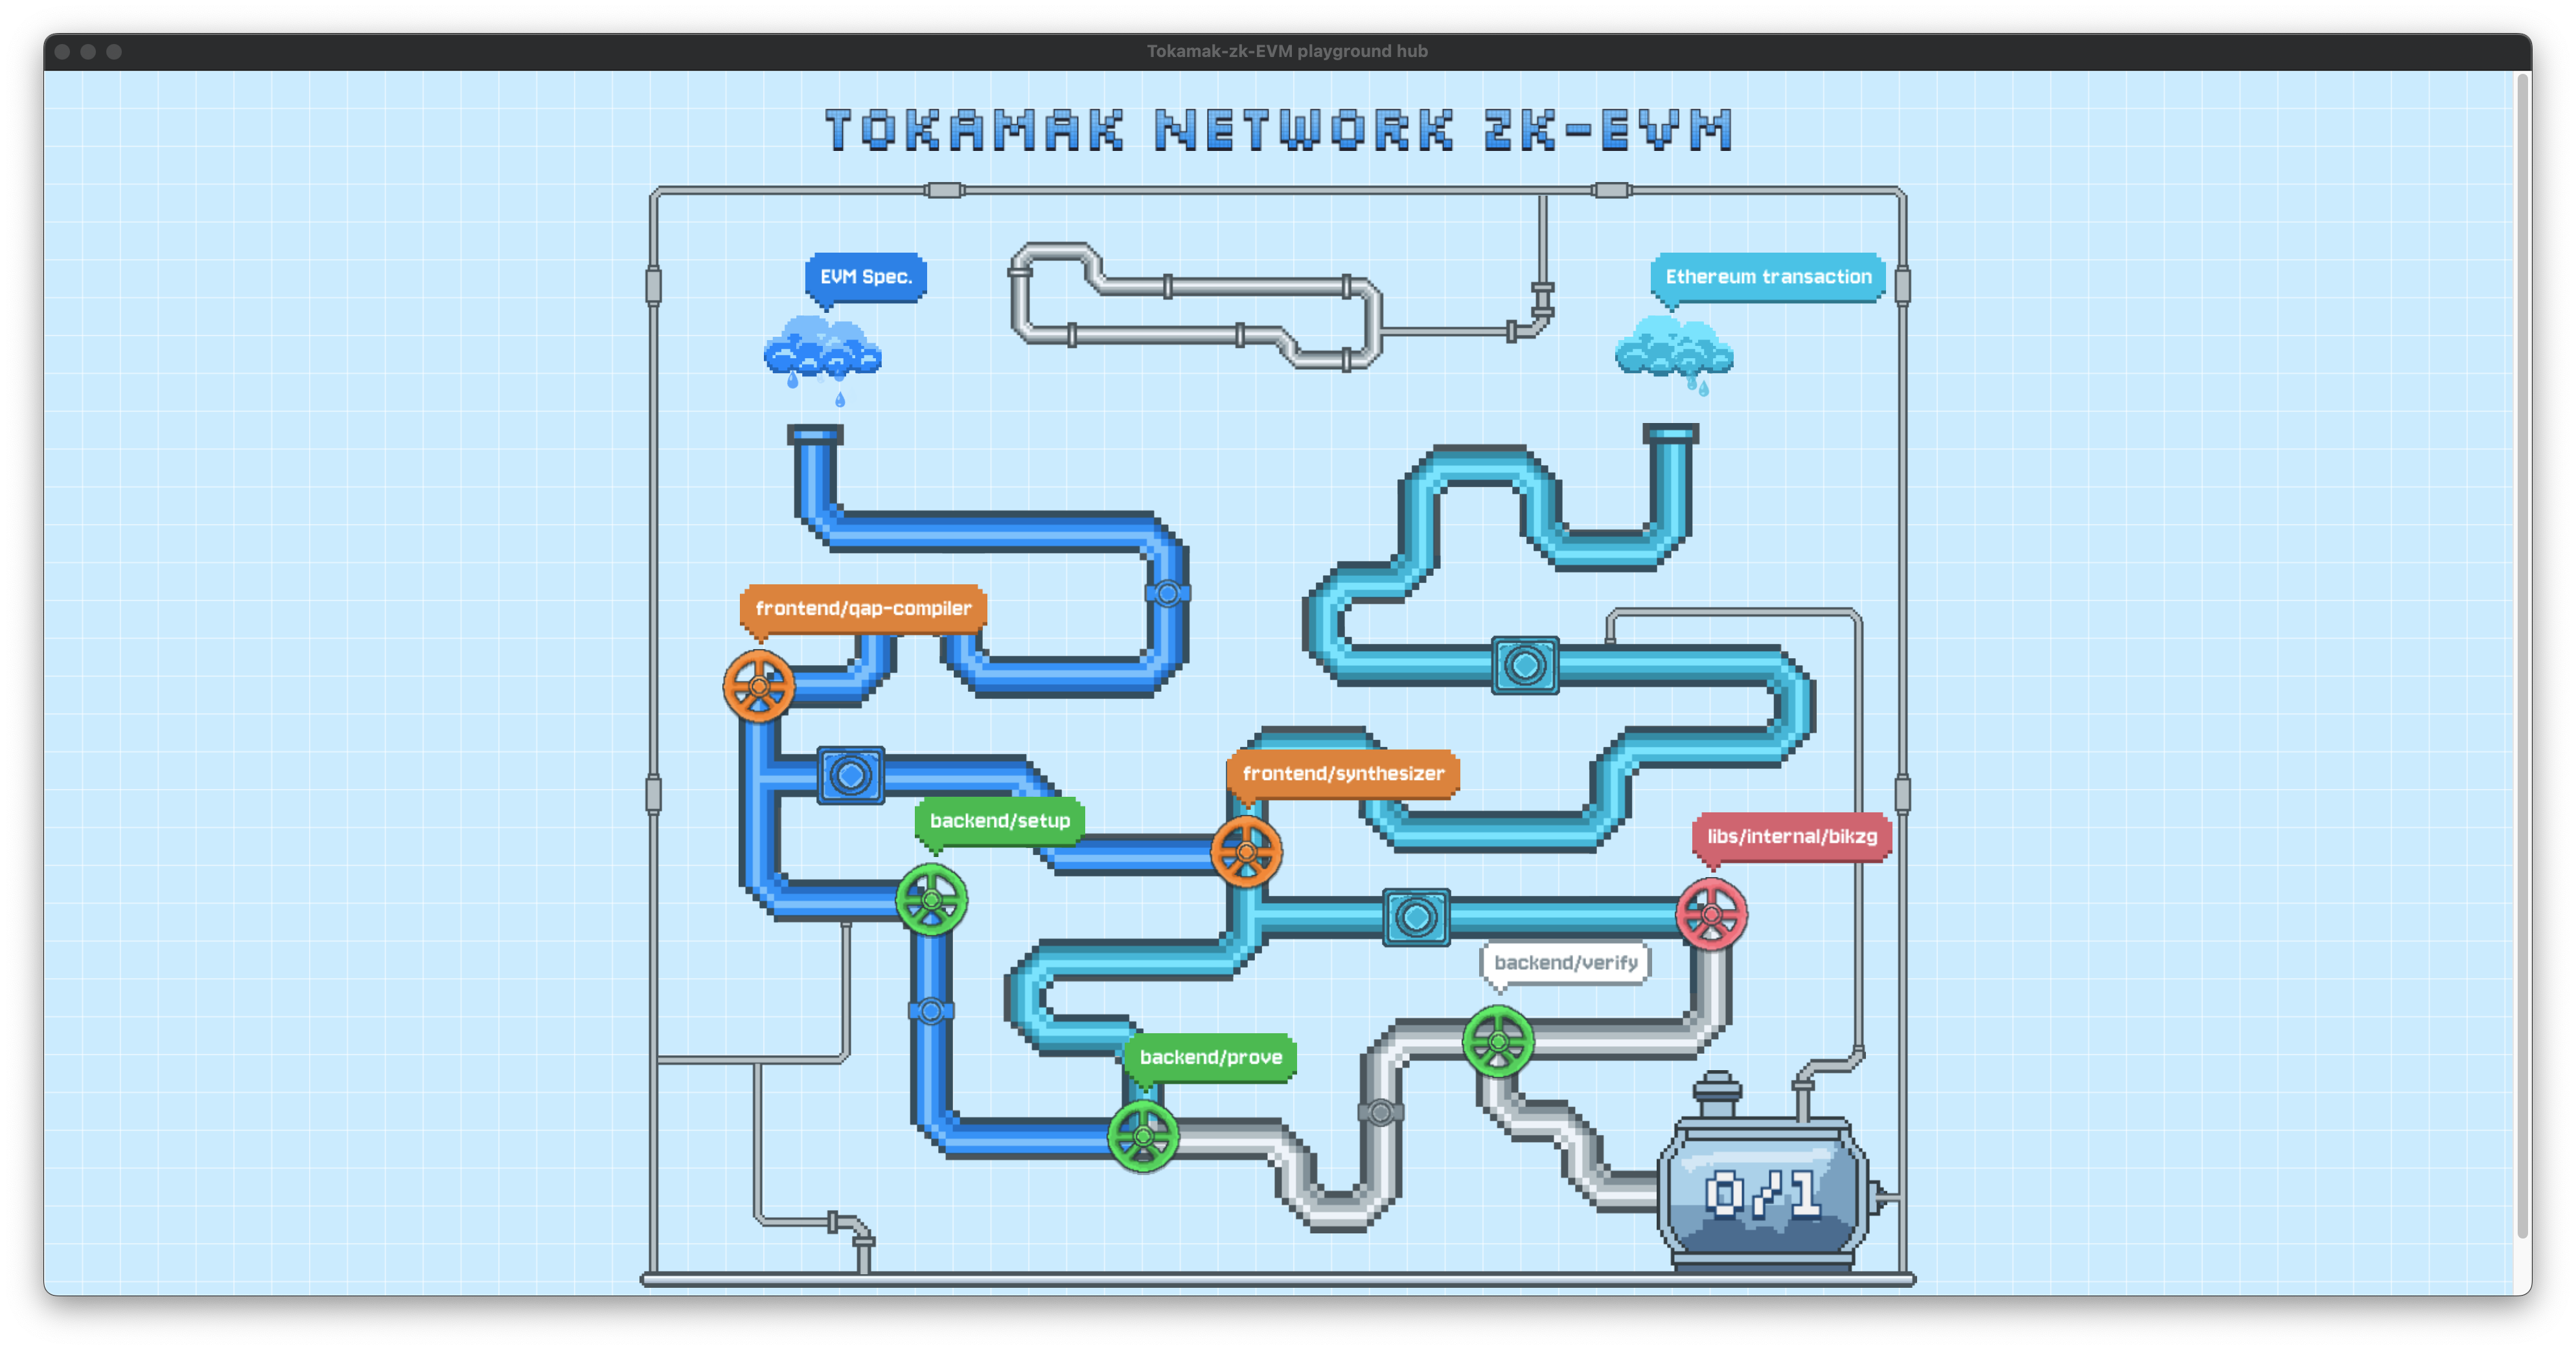 Tokamak-zk-EVM playground hub
TOKAMAK NETWORK ZK-EVM
EVM Spec.
Ethereum transaction
frontend/qap-compiler
frontend/synthesizer
backend/setup
libs/internal/bikzg
backend/verify
backend/prove
0/1